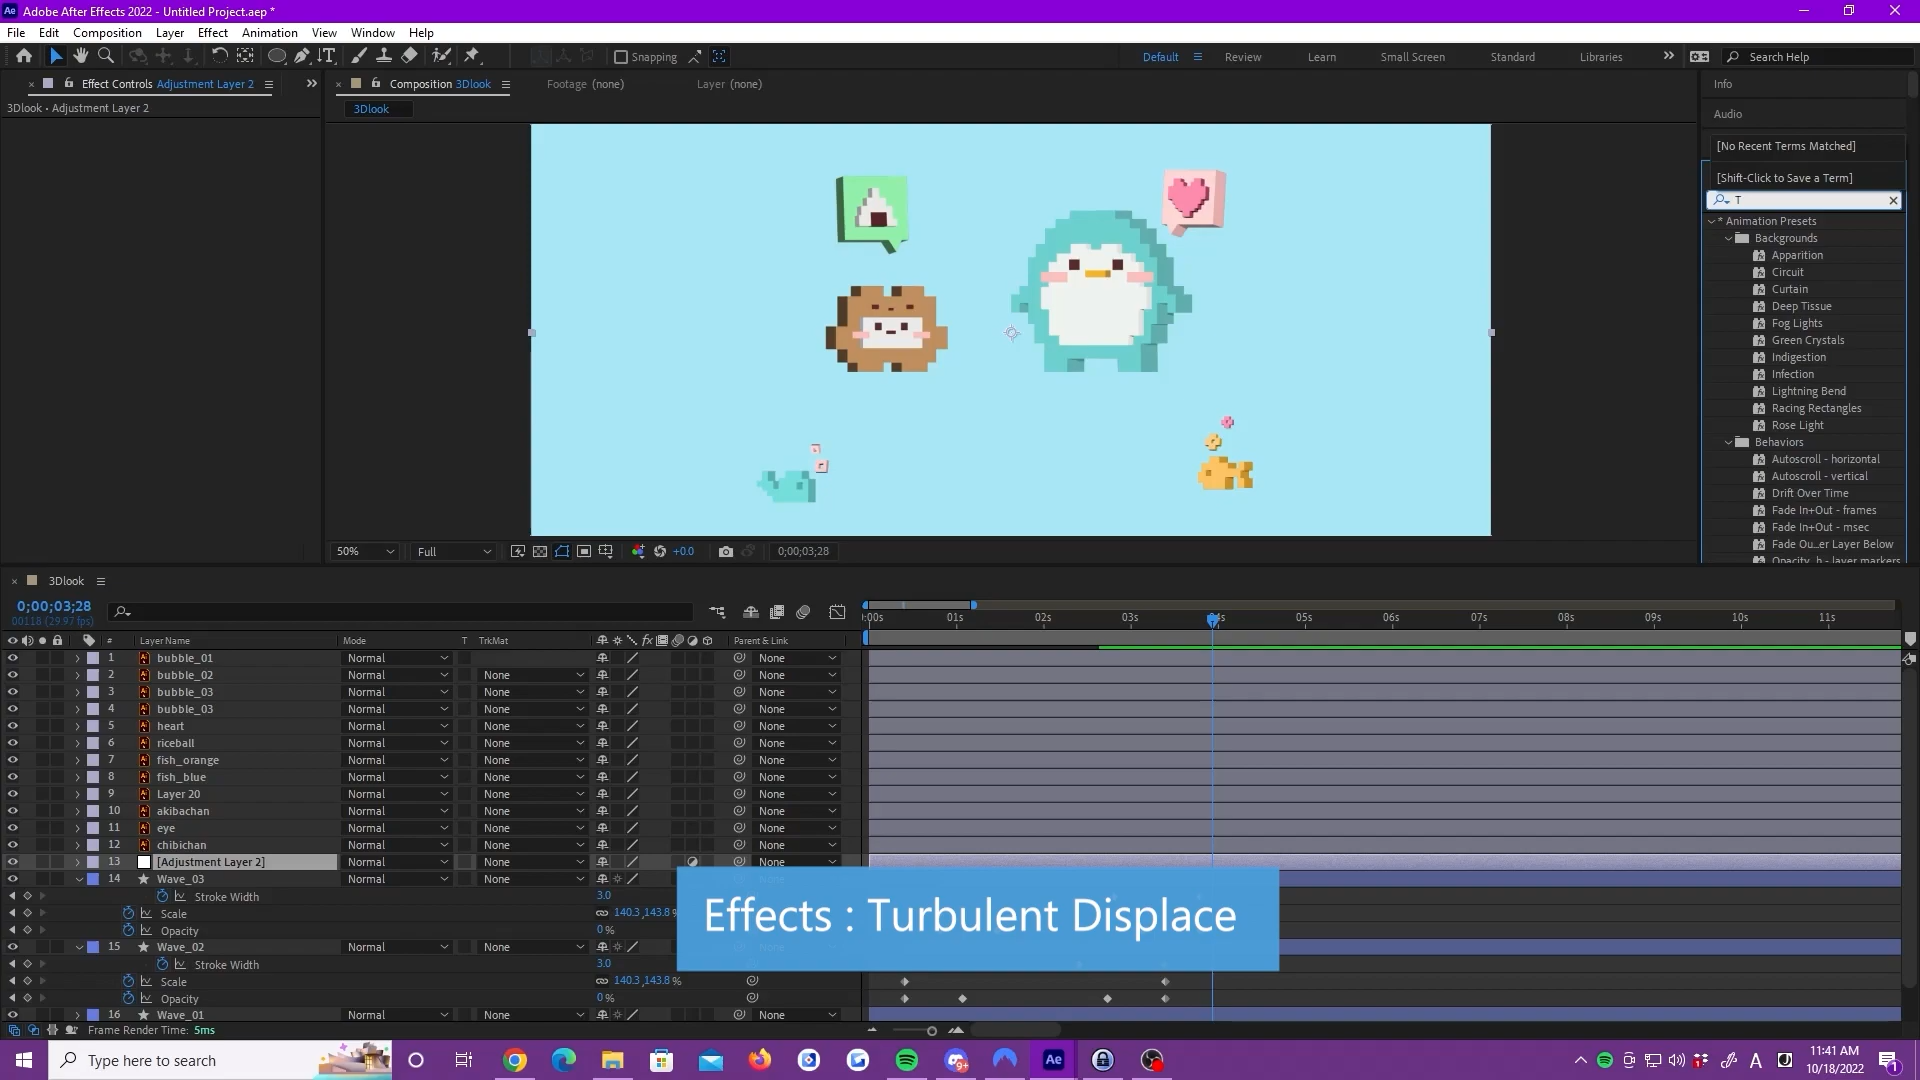 Ae Adobe After Effects 2022 - Untitled Project.aep *
File Edit Composition Layer Effect Animation View Window Help
Snapping
Default Review Learn Small Screen Standard Libraries Search Help
Effect Controls Adjustment Layer 2
Composition 3Dlook Footage (none) Layer (none)
Info
3Dlook • Adjustment Layer 2
3Dlook
Audio
[No Recent Terms Matched]
[Shift-Click to Save a Term]
T
* Animation Presets
Backgrounds
Apparition
Circuit
Curtain
Deep Tissue
Fog Lights
Green Crystals
Indigestion
Infection
Lightning Bend
Racing Rectangles
Rose Light
Behaviors
Autoscroll - horizontal
Autoscroll - vertical
Drift Over Time
Fade In+Out - frames
Fade In+Out - msec
Fade Ou...er Layer Below
Opacity...h - layer markers
50% Full +0.0 0;00;03;28
3Dlook
0;00;03;28
00118 (29.97 fps)
:00s 01s 02s 03s 04s 05s 06s 07s 08s 09s 10s 11s
# Layer Name Mode T TrkMat Parent & Link
1 bubble_01 Normal None
2 bubble_02 Normal None None
3 bubble_03 Normal None None
4 bubble_03 Normal None None
5 heart Normal None None
6 riceball Normal None None
7 fish_orange Normal None None
8 fish_blue Normal None None
9 Layer 20 Normal None None
10 akibachan Normal None None
11 eye Normal None None
12 chibichan Normal None None
13 [Adjustment Layer 2] Normal None None
14 Wave_03 Normal None
Stroke Width 3.0
Scale 140.3,143.8 %
Opacity 0 %
15 Wave_02 Normal None
Stroke Width 3.0
Scale 140.3,143.8 %
Opacity 0 %
16 Wave_01 Normal None None
Effects : Turbulent Displace
Frame Render Time: 5ms
Type here to search
9+
Ae
A
11:41 AM
10/18/2022
1